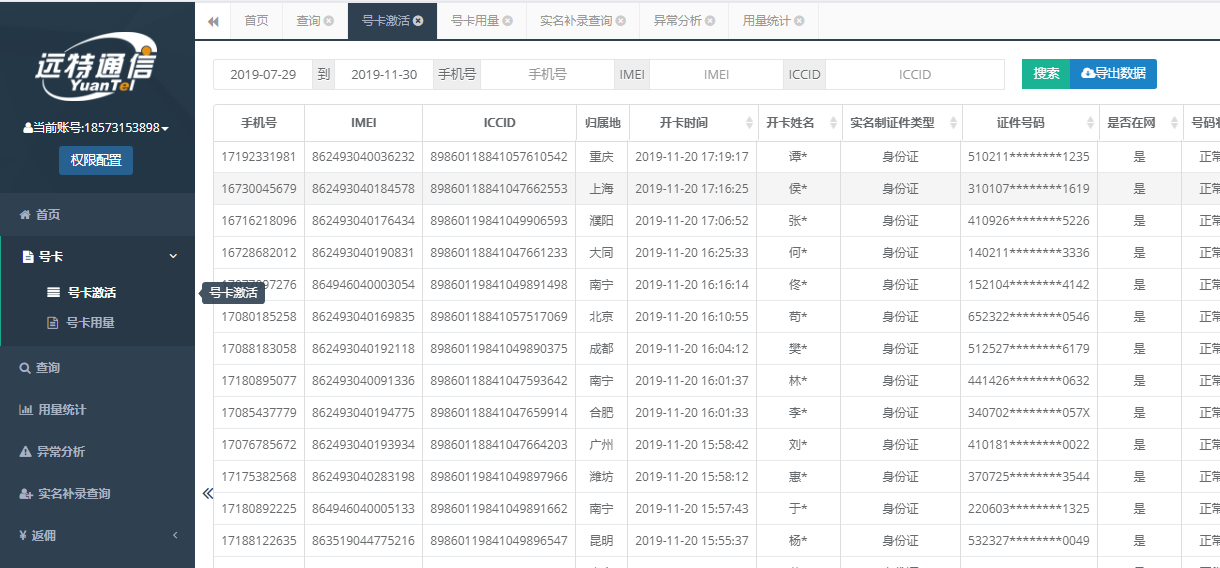 首页 查询 号卡激活 号卡用量 实名补录查询 异常分析 用量统计
远特通信
YuanTel
当前账号:18573153898
权限配置
首页
号卡
号卡激活
号卡用量
查询
用量统计
异常分析
实名补录查询
¥ 返佣
号卡激活
2019-07-29 到 2019-11-30 手机号 手机号 IMEI IMEI ICCID ICCID 搜索 导出数据
手机号 IMEI ICCID 归属地 开卡时间 开卡姓名 实名制证件类型 证件号码 是否在网 号码
17192331981 862493040036232 89860118841057610542 重庆 2019-11-20 17:19:17 谭* 身份证 510211********1235 是 正常
16730045679 862493040184578 89860118841047662553 上海 2019-11-20 17:16:25 侯* 身份证 310107********1619 是 正常
16716218096 862493040176434 89860119841049906593 濮阳 2019-11-20 17:06:52 张* 身份证 410926********5226 是 正常
16728682012 862493040190831 89860118841047661233 大同 2019-11-20 16:25:33 何* 身份证 140211********3336 是 正常
97276 864946040003054 89860119841049891498 南宁 2019-11-20 16:16:14 佟* 身份证 152104********4142 是 正常
17080185258 862493040169835 89860118841057517069 北京 2019-11-20 16:10:55 苟* 身份证 652322********0546 是 正常
17088183058 862493040192118 89860119841049890375 成都 2019-11-20 16:04:12 樊* 身份证 512527********6179 是 正常
17180895077 862493040091336 89860118841047593642 南宁 2019-11-20 16:01:37 林* 身份证 441426********0632 是 正常
17085437779 862493040194775 89860118841047659914 合肥 2019-11-20 16:01:33 李* 身份证 340702********057X 是 正常
17076785672 862493040193934 89860118841047664203 广州 2019-11-20 15:58:42 刘* 身份证 410181********0022 是 正常
17175382568 862493040283198 89860119841049897966 潍坊 2019-11-20 15:58:12 惠* 身份证 370725********3544 是 正常
17180892225 864946040005133 89860119841049891662 南宁 2019-11-20 15:57:43 于* 身份证 220603********1325 是 正常
17188122635 863519044775216 89860119841049896547 昆明 2019-11-20 15:55:37 杨* 身份证 532327********0049 是 正常